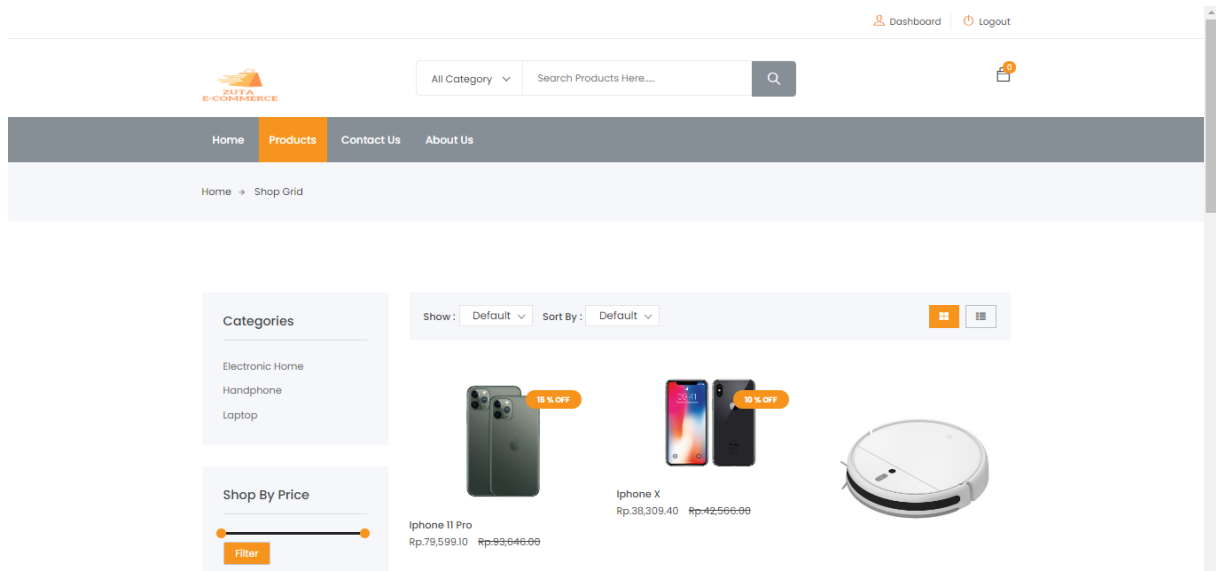 Dashboard Logout
ZUTA
E-COMMERCE
All Category Search Products Here.....
0
Home Products Contact Us About Us
Home → Shop Grid
Categories
Electronic Home
Handphone
Laptop
Shop By Price
Filter
Show : Default Sort By : Default
15 % OFF
Iphone 11 Pro
Rp.79,599.10 Rp.93,646.00
09:41
10 % OFF
Iphone X
Rp.38,309.40 Rp.42,566.00